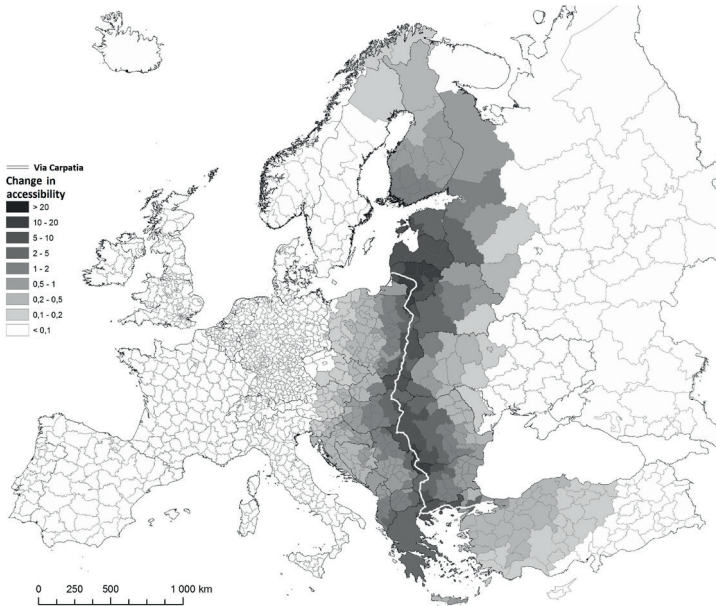 Via Carpatia
Change in
accessibility
> 20
10 - 20
5 - 10
2 - 5
1 - 2
0,5 - 1
0,2 - 0,5
0,1 - 0,2
< 0,1
0 250 500 1 000 km